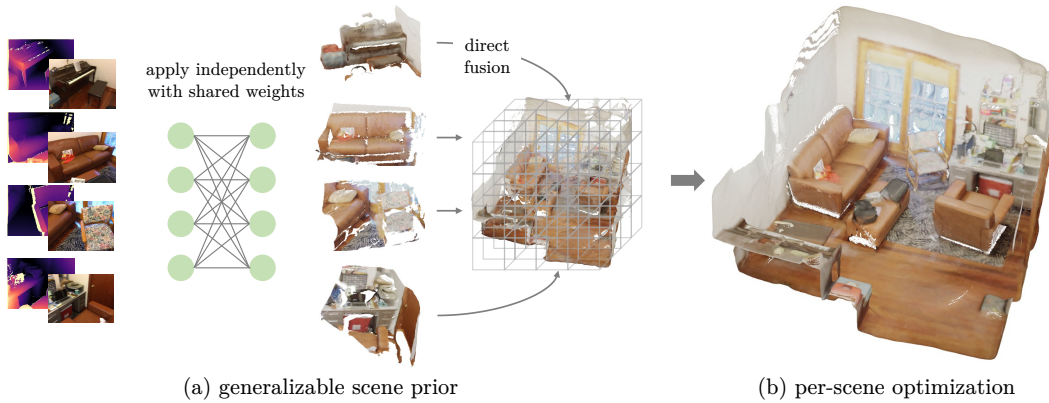 apply independently
with shared weights
direct
fusion
(a) generalizable scene prior
(b) per-scene optimization